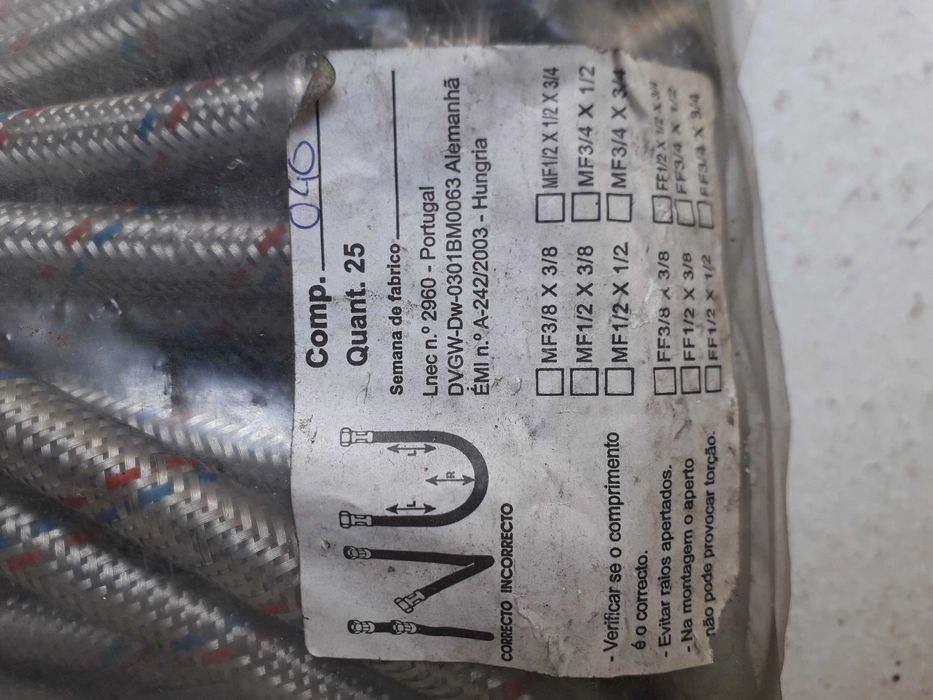 Comp. 040
Quant. 25
Semana de fabrico
Lnec n.º 2960 - Portugal
DVGW-Dw-0301BM0063 Alemanhã
ÉMI n.º A-242/2003 - Hungria
L L
R
CORRECTO INCORRECTO
MF3/8 X 3/8 MF1/2 X 1/2 X 3/4
MF1/2 X 3/8 MF3/4 X 1/2
MF1/2 X 1/2 MF3/4 X 3/4
FF3/8 X 3/8 FF1/2 X 1/2 X 3/4
FF1/2 X 3/8 FF3/4 X 1/2
FF1/2 X 1/2 FF3/4 X 3/4
- Verificar se o comprimento
é o correcto.
- Evitar raios apertados.
- Na montagem o aperto
não pode provocar torção.